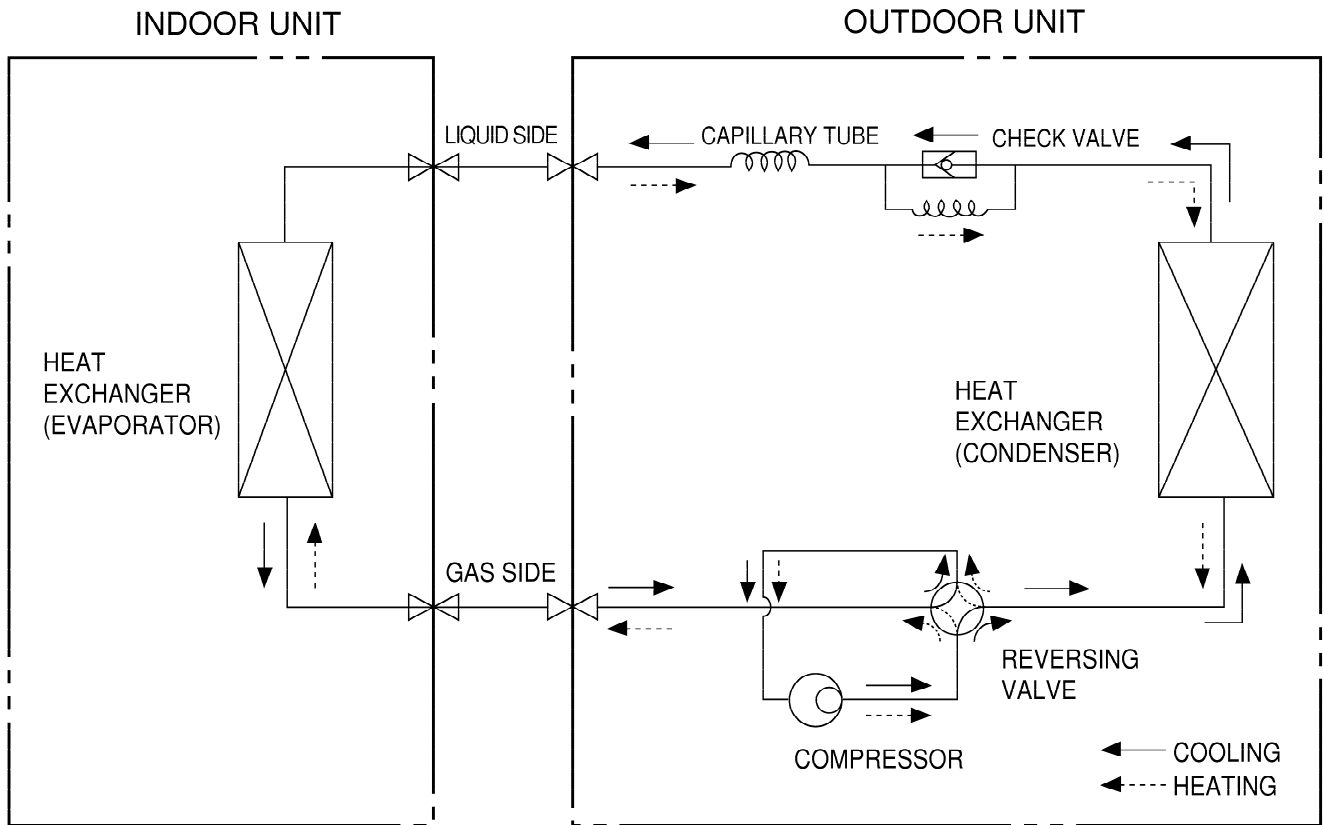 INDOOR UNIT
OUTDOOR UNIT
LIQUID SIDE
CAPILLARY TUBE
CHECK VALVE
HEAT
EXCHANGER
(EVAPORATOR)
HEAT
EXCHANGER
(CONDENSER)
GAS SIDE
REVERSING
VALVE
COMPRESSOR
COOLING
HEATING